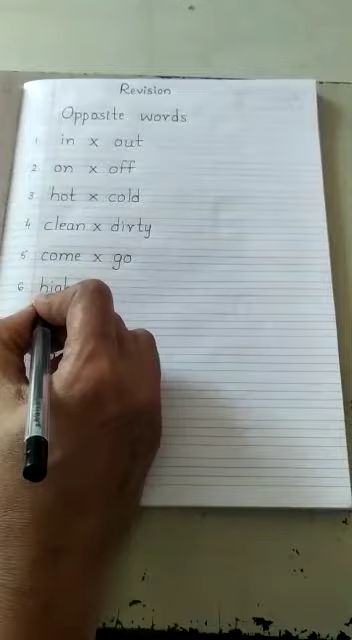 Revision
Opposite words
1 in x out
2 on x off
3 hot x cold
4 clean x dirty
5 come x go
6